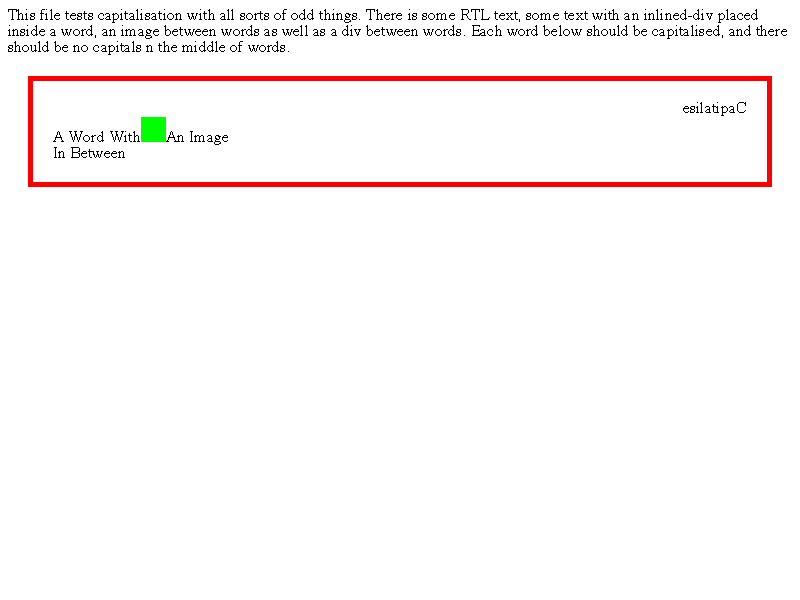 This file tests capitalisation with all sorts of odd things. There is some RTL text, some text with an inlined-div placed
inside a word, an image between words as well as a div between words. Each word below should be capitalised, and there
should be no capitals n the middle of words.
esilatipaC
A Word With An Image
In Between